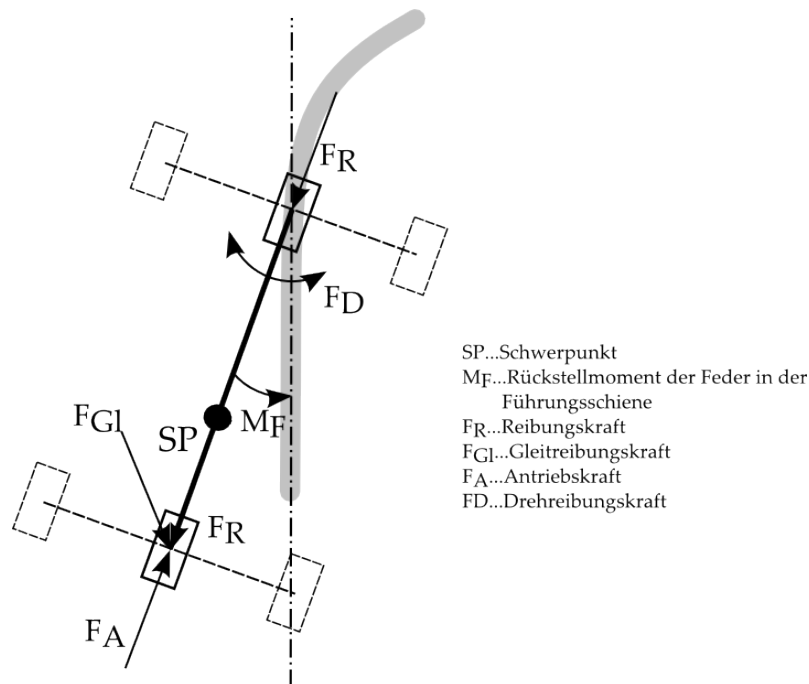 FR
FD
FGl
SP
MF
FR
FA
SP...Schwerpunkt
MF...Rückstellmoment der Feder in der
Führungsschiene
FR...Reibungskraft
FGl...Gleitreibungskraft
FA...Antriebskraft
FD...Drehreibungskraft